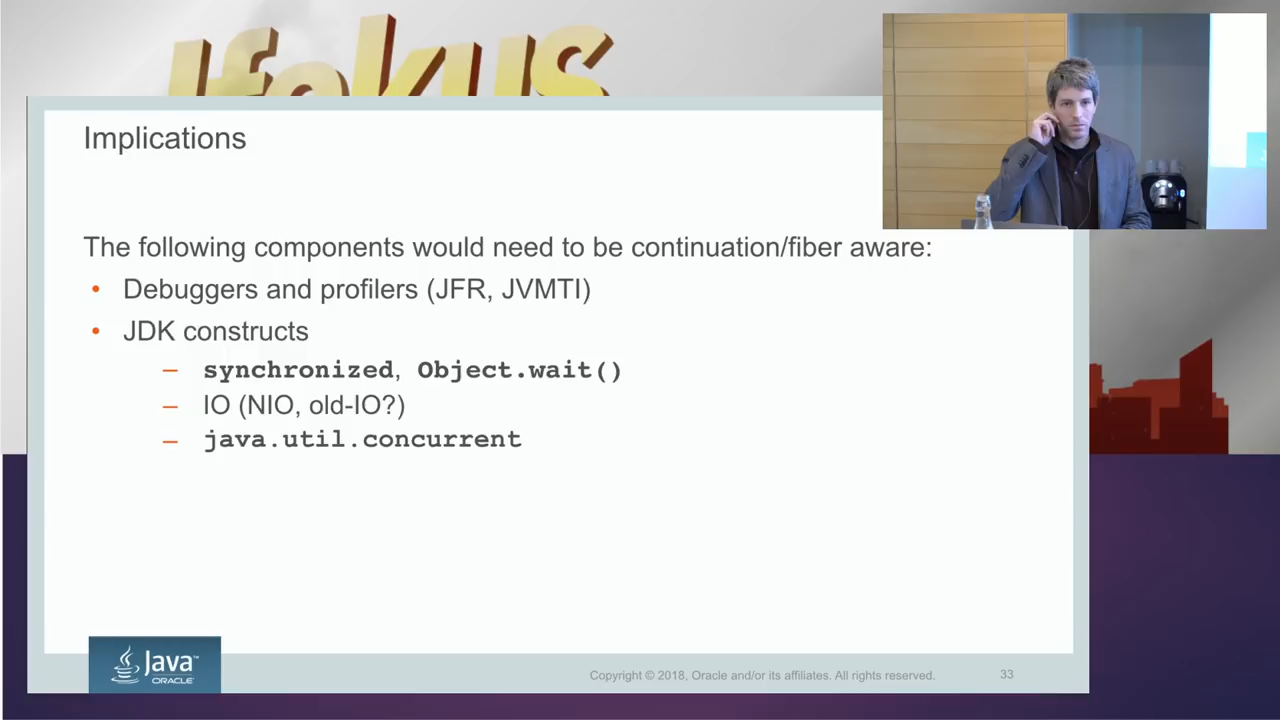 Jfokus
Implications
The following components would need to be continuation/fiber aware:
• Debuggers and profilers (JFR, JVMTI)
• JDK constructs
– synchronized, Object.wait()
– IO (NIO, old-IO?)
– java.util.concurrent
Java™
ORACLE
Copyright © 2018, Oracle and/or its affiliates. All rights reserved.
33